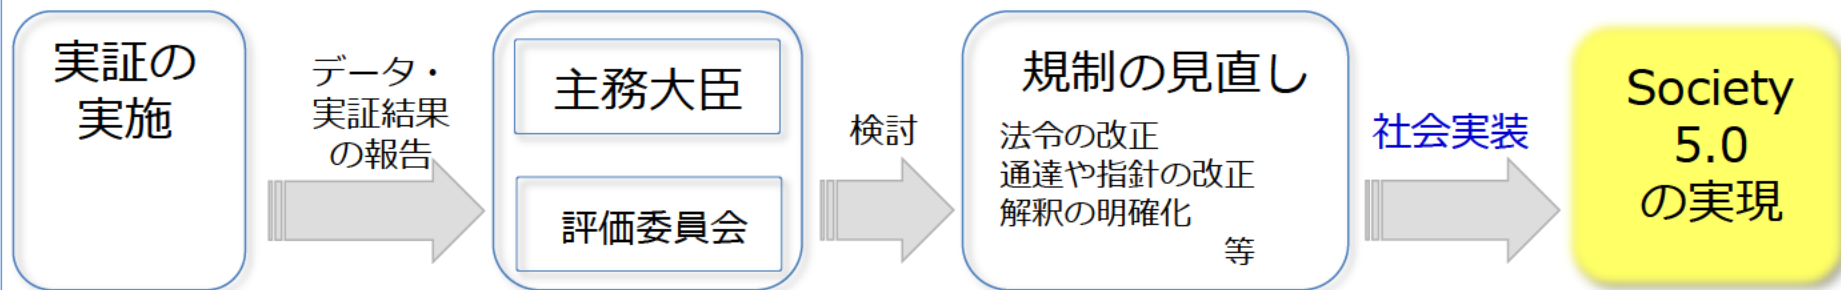 実証の
実施
データ・
実証結果
の報告
主務大臣
評価委員会
検討
規制の見直し
法令の改正
通達や指針の改正
解釈の明確化
等
社会実装
Society
5.0
の実現